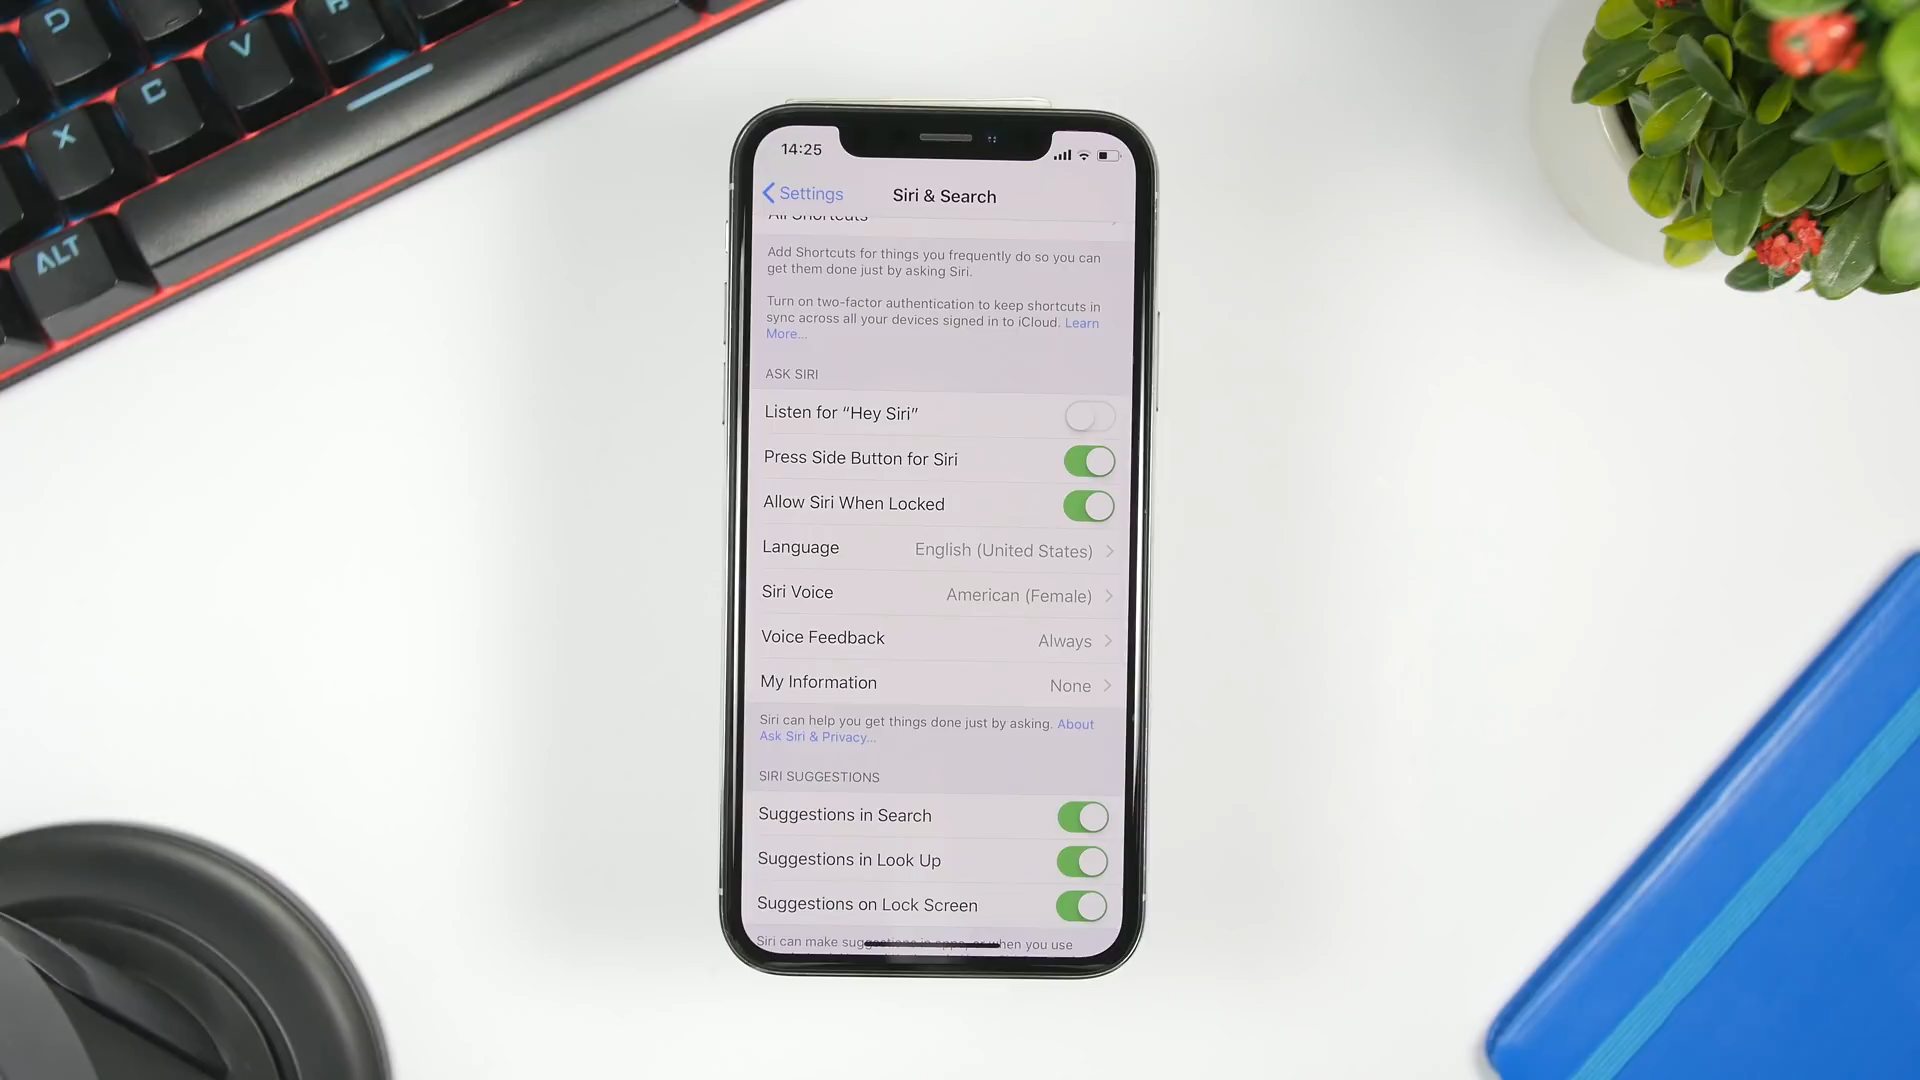 D
C
V
X
ALT
14:25
Settings
Siri & Search
All Shortcuts
Add Shortcuts for things you frequently do so you can
get them done just by asking Siri.
Turn on two-factor authentication to keep shortcuts in
sync across all your devices signed in to iCloud. Learn
More...
ASK SIRI
Listen for “Hey Siri”
Press Side Button for Siri
Allow Siri When Locked
Language English (United States)
Siri Voice American (Female)
Voice Feedback Always
My Information None
Siri can help you get things done just by asking. About
Ask Siri & Privacy...
SIRI SUGGESTIONS
Suggestions in Search
Suggestions in Look Up
Suggestions on Lock Screen
Siri can make suggestions in apps, or when you use